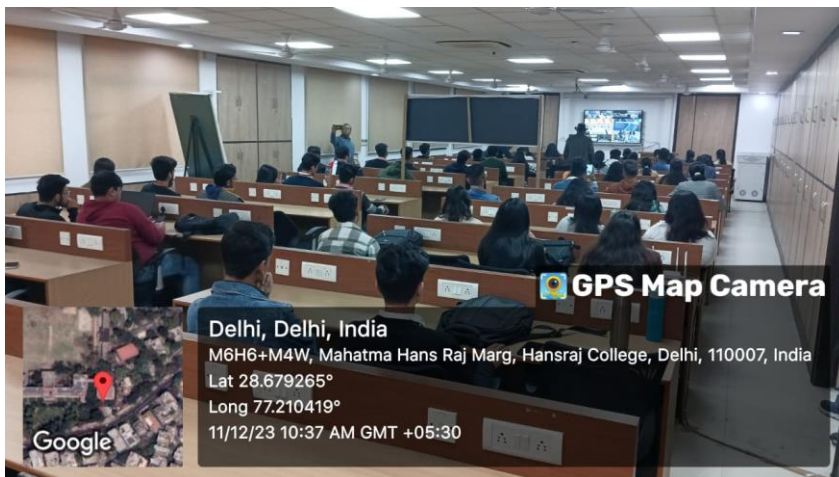 GPS Map Camera
Delhi, Delhi, India
M6H6+M4W, Mahatma Hans Raj Marg, Hansraj College, Delhi, 110007, India
Lat 28.679265°
Long 77.210419°
11/12/23 10:37 AM GMT +05:30
Google